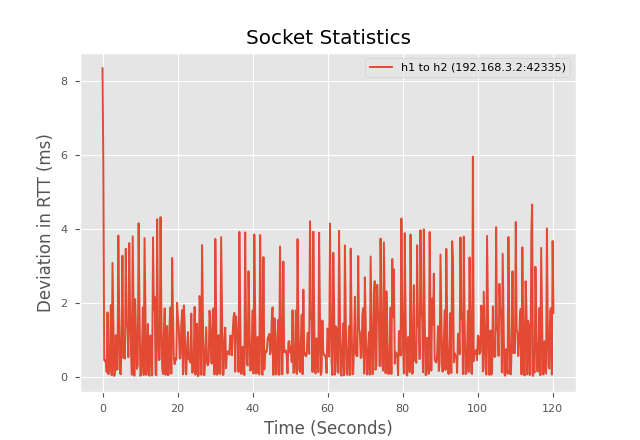 Socket Statistics
h1 to h2 (192.168.3.2:42335)
Deviation in RTT (ms)
8
6
4
2
0
0 20 40 60 80 100 120
Time (Seconds)